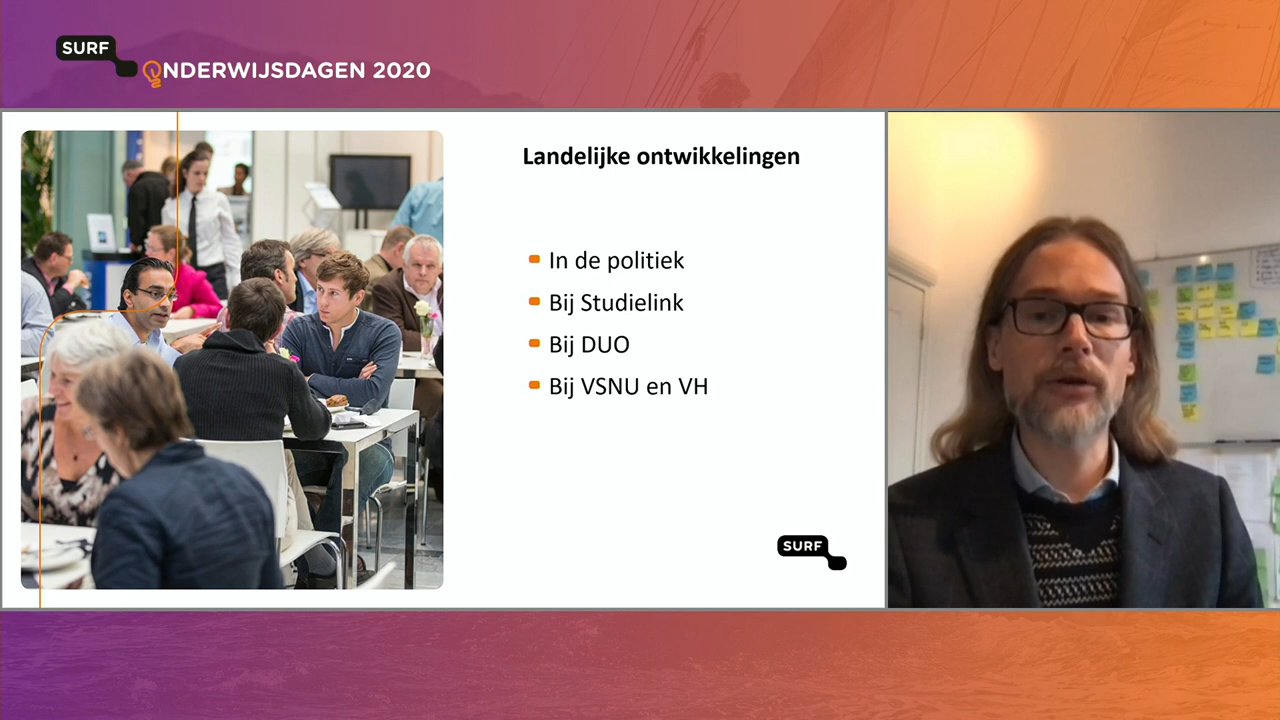 SURF
ONDERWIJSDAGEN 2020
Landelijke ontwikkelingen
In de politiek
Bij Studielink
Bij DUO
Bij VSNU en VH
SURF